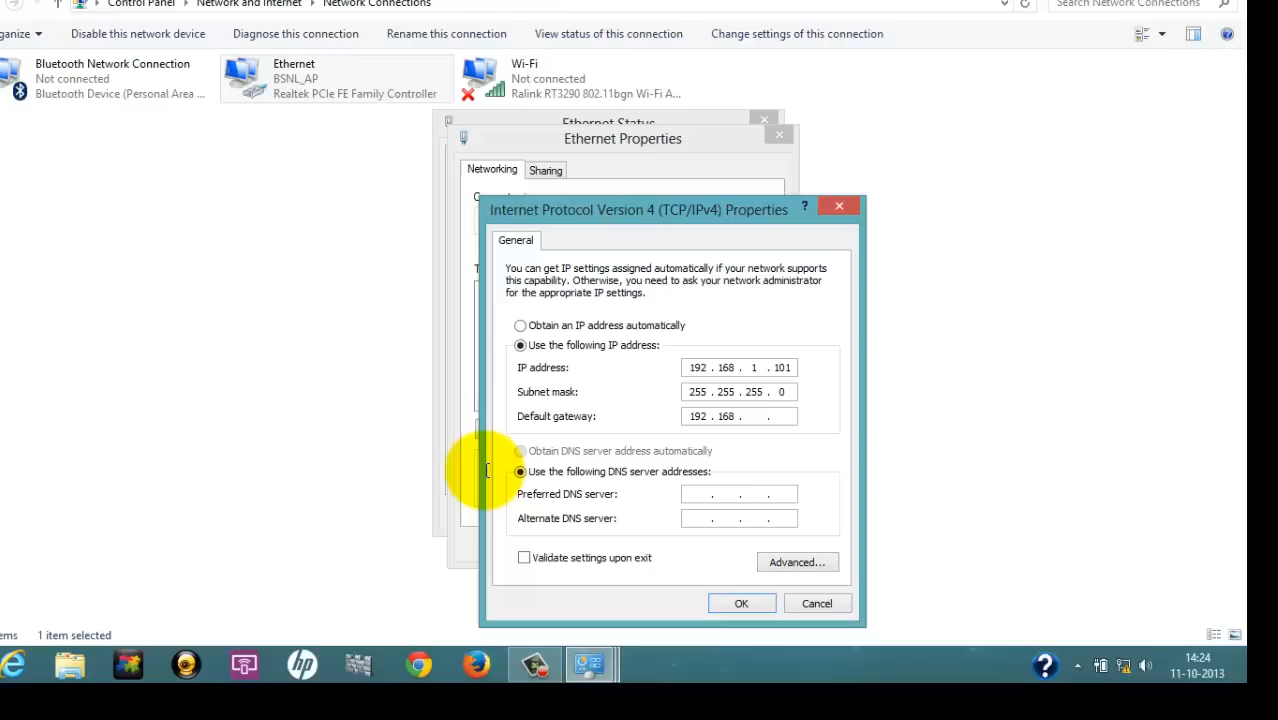 Control Panel
Network and Internet
Network Connections
Search Network Connections
ganize
Disable this network device
Diagnose this connection
Rename this connection
View status of this connection
Change settings of this connection
Bluetooth Network Connection
Not connected
Bluetooth Device (Personal Area ...
Ethernet
BSNL_AP
Realtek PCIe FE Family Controller
Wi-Fi
Not connected
Ralink RT3290 802.11bgn Wi-Fi A...
Ethernet Status
Ethernet Properties
Networking
Sharing
Internet Protocol Version 4 (TCP/IPv4) Properties
General
You can get IP settings assigned automatically if your network supports
this capability. Otherwise, you need to ask your network administrator
for the appropriate IP settings.
Obtain an IP address automatically
Use the following IP address:
IP address:
192 . 168 . 1 . 101
Subnet mask:
255 . 255 . 255 . 0
Default gateway:
192 . 168 . .
Obtain DNS server address automatically
Use the following DNS server addresses:
Preferred DNS server:
. . .
Alternate DNS server:
. . .
Validate settings upon exit
Advanced...
OK
Cancel
ems
1 item selected
hp
14:24
11-10-2013